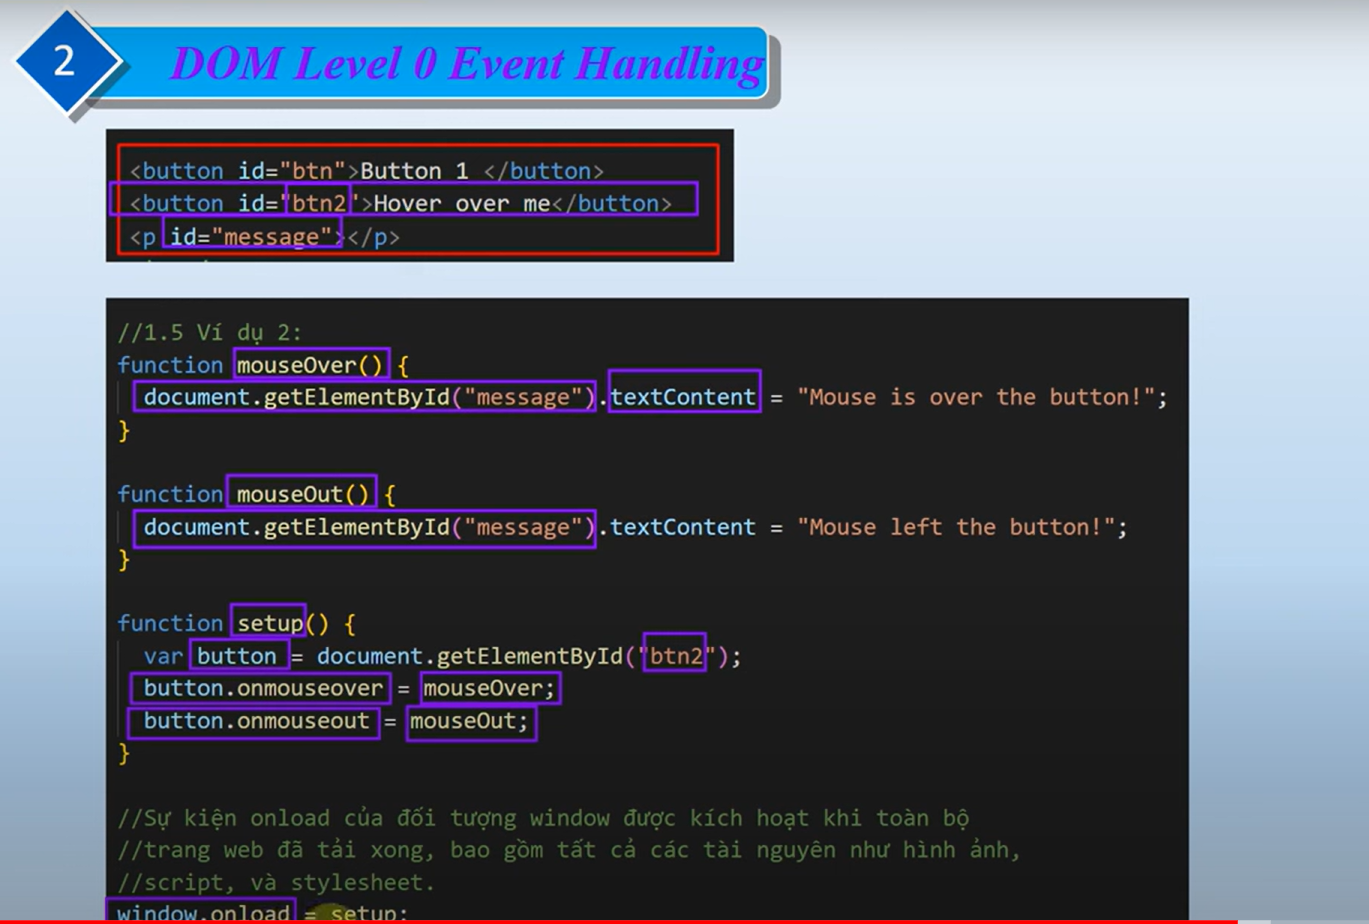 2
DOM Level 0 Event Handling
<button id="btn">Button 1 </button>
<button id="btn2">Hover over me</button>
<p id="message"></p>
//1.5 Ví dụ 2:
function mouseOver() {
document.getElementById("message").textContent = "Mouse is over the button!";
}
function mouseOut() {
document.getElementById("message").textContent = "Mouse left the button!";
}
function setup() {
var button = document.getElementById("btn2");
button.onmouseover = mouseOver;
button.onmouseout = mouseOut;
}
//Sự kiện onload của đối tượng window được kích hoạt khi toàn bộ
//trang web đã tải xong, bao gồm tất cả các tài nguyên như hình ảnh,
//script, và stylesheet.
window.onload = setup;